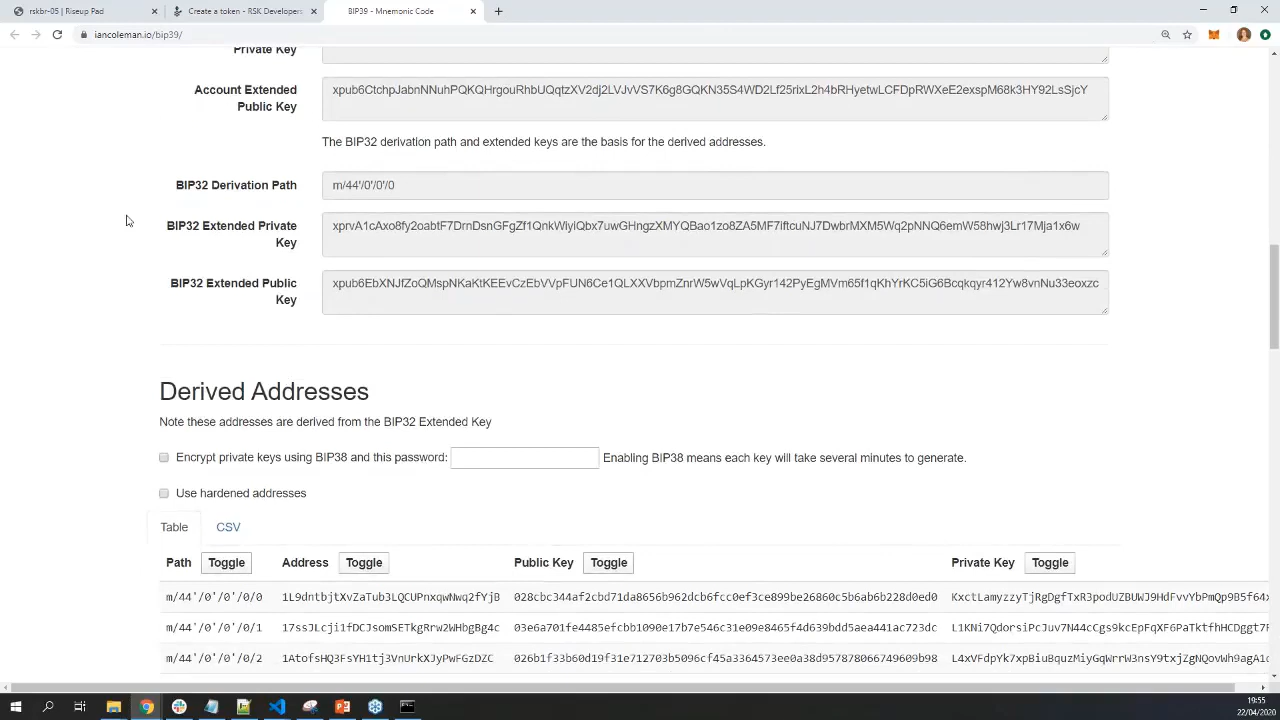 rskbr-05 | Riseup Pad
Create a token - RSK Developers
BIP39 - Mnemonic Code
iancoleman.io/bip39/
Private Key
Account Extended Public Key
xpub6CtchpJabnNNuhPQKQHrgouRhbUQqtzXV2dj2LVJvVS7K6g8GQKN35S4WD2Lf25rixL2h4bRHyetwLCFDpRWXeE2exspM68k3HY92LsSjcY
The BIP32 derivation path and extended keys are the basis for the derived addresses.
BIP32 Derivation Path
m/44'/0'/0'/0
BIP32 Extended Private Key
xprvA1cAxo8fy2oabtF7DrnDsnGFgZf1QnkWiyiQbx7uwGHngzXMYQBao1zo8ZA5MF7iftcuNJ7DwbrMXM5Wq2pNNQ6emW58hwj3Lr17Mja1x6w
BIP32 Extended Public Key
xpub6EbXNJfZoQMspNKaKtKEEvCzEbVVpFUN6Ce1QLXXVbpmZnrW5wVqLpKGyr142PyEgMVm65f1qKhYrKC5iG6Bcqkqyr412Yw8vnNu33eoxzc
Derived Addresses
Note these addresses are derived from the BIP32 Extended Key
Encrypt private keys using BIP38 and this password: Enabling BIP38 means each key will take several minutes to generate.
Use hardened addresses
Table CSV
Path Toggle Address Toggle Public Key Toggle Private Key Toggle
m/44'/0'/0'/0/0 1L9dntbjtXvZaTub3LQCUPnxqwNwq2fYjB 028cbc344af2cbd71da8656b962dcb6fcc0ef3ce899be26860c5b6ab6b228d0ed0 KxctLamyzzyTjRgDgfTxR3podUZBUWJ9HdFvvYbPmQp9B5f64x
m/44'/0'/0'/0/1 17ssJLcji1fDCJsomSETkgRrw2WHbgBg4c 03e6a701fe4485efcbb1090e17b7e546c31e09e8465f4d639bdd5aea441ac723dc L1KNi7QdorsiPcJuv7N44cCgs9kcEpFqXF6PaTktfhHCDggt7F
m/44'/0'/0'/0/2 1AtofsHQ3FsYH1tj3VnUrkXJyPwFGzDZC 026b1f33b60d19f31e712703b5096cf45a3364573ee0a38d957878066749609b98 L4xVFdpYk7xpBiuBquzMiyGqWrrW3nsY9txjZgNQovWh9agA1c
19:55
22/04/2020